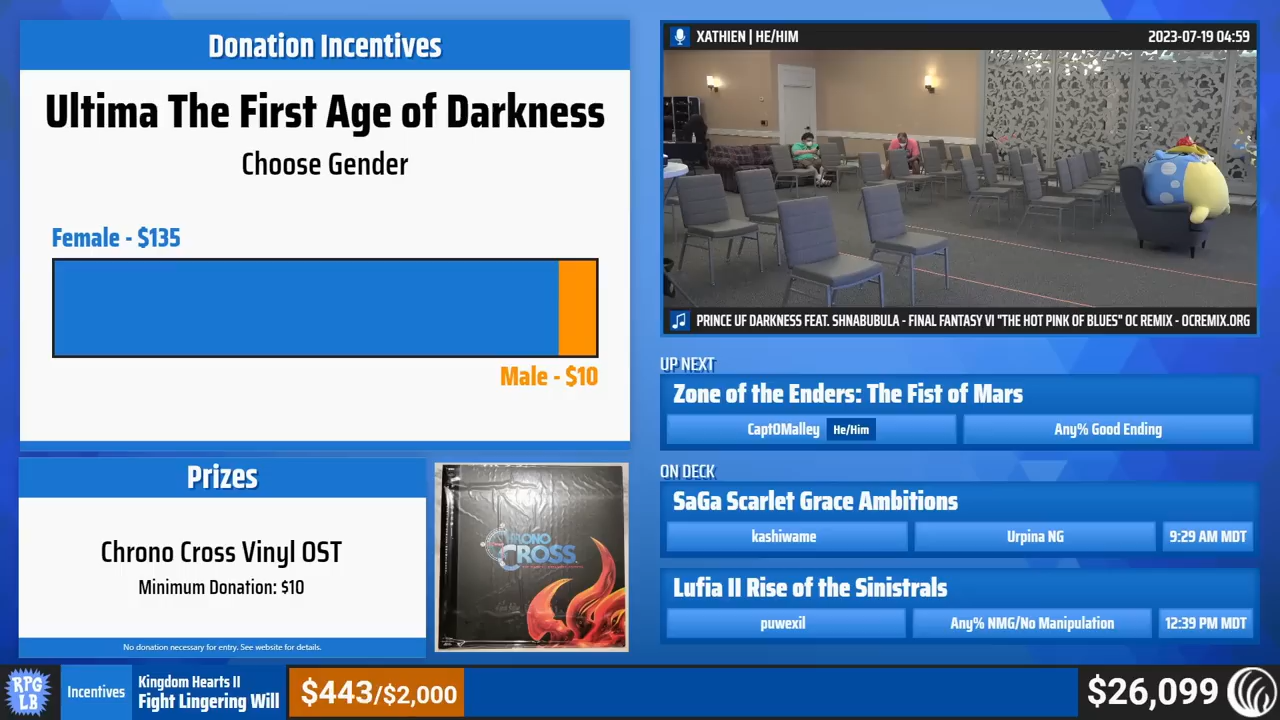 Donation Incentives
Ultima The First Age of Darkness
Choose Gender
Female - $135
Male - $10
Prizes
Chrono Cross Vinyl OST
Minimum Donation: $10
No donation necessary for entry. See website for details.
CHRONO
CROSS
XATHIEN | HE/HIM
2023-07-19 04:59
PRINCE UF DARKNESS FEAT. SHNABUBULA - FINAL FANTASY VI "THE HOT PINK OF BLUES" OC REMIX - OCREMIX.ORG
UP NEXT
Zone of the Enders: The Fist of Mars
CaptOMalley He/Him
Any% Good Ending
ON DECK
SaGa Scarlet Grace Ambitions
kashiwame
Urpina NG
9:29 AM MDT
Lufia II Rise of the Sinistrals
puwexil
Any% NMG/No Manipulation
12:39 PM MDT
RPG
LB
Incentives
Kingdom Hearts II
Fight Lingering Will
$443/$2,000
$26,099